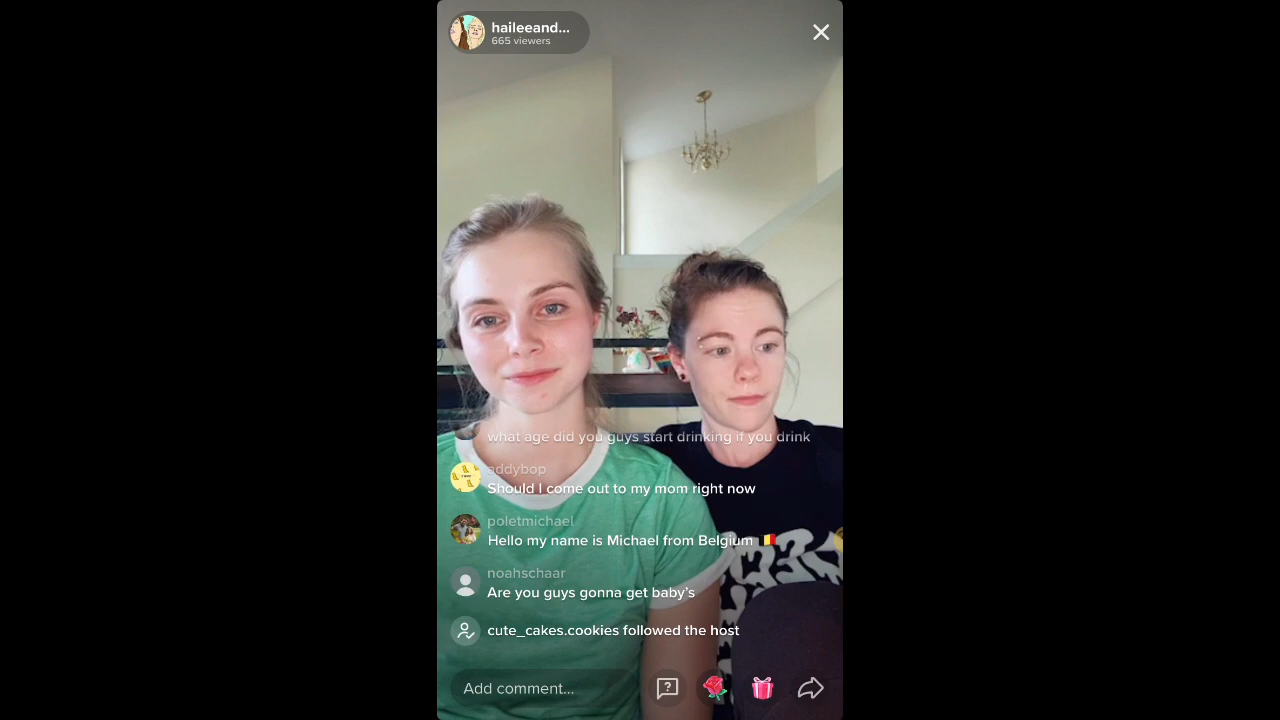 haileeand...
665 viewers
what age did you guys start drinking if you drink
addybop
Should I come out to my mom right now
poletmichael
Hello my name is Michael from Belgium 🇧🇪
noahschaar
Are you guys gonna get baby's
cute_cakes.cookies followed the host
Add comment...